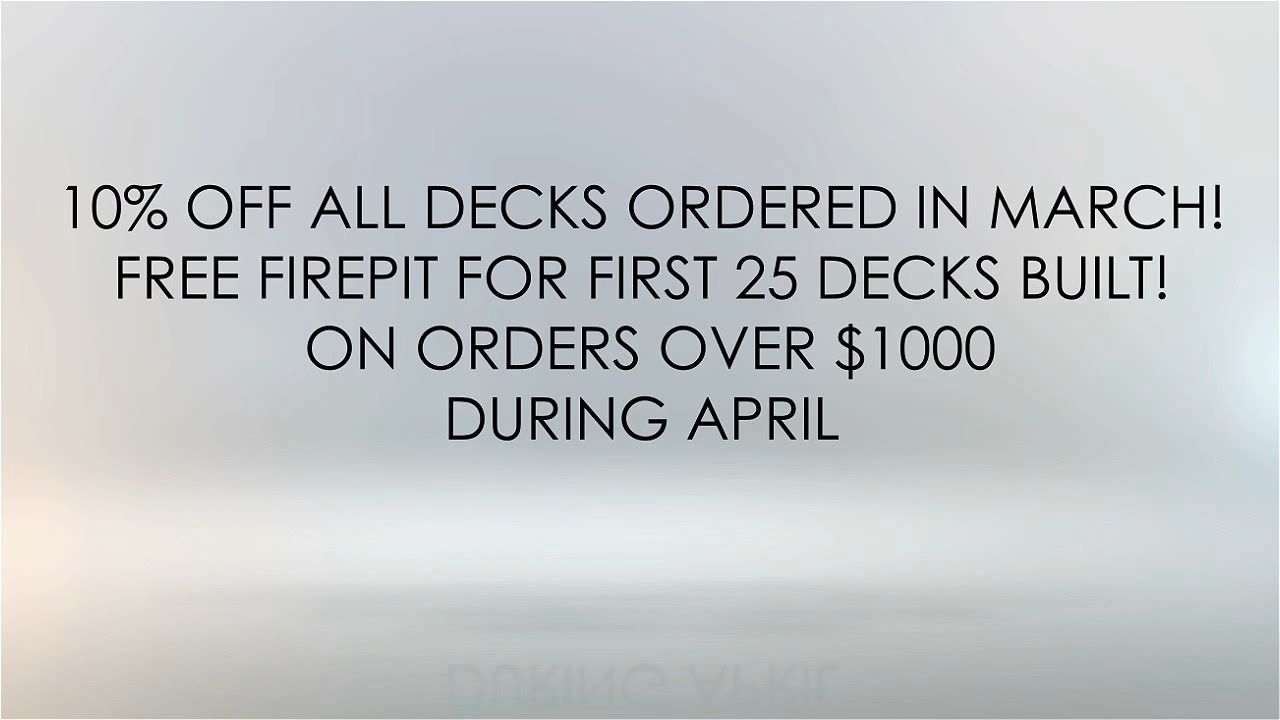 10% OFF ALL DECKS ORDERED IN MARCH!
FREE FIREPIT FOR FIRST 25 DECKS BUILT!
ON ORDERS OVER $1000
DURING APRIL